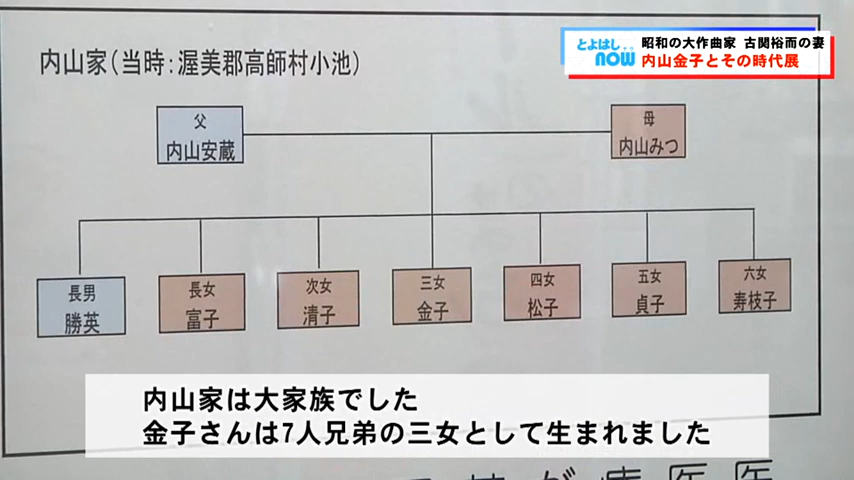 とよはし
now
昭和の大作曲家 古関裕而の妻
内山金子とその時代展
内山家（当時：渥美郡高師村小池）
父
内山安蔵
母
内山みつ
長男
勝英
長女
富子
次女
清子
三女
金子
四女
松子
五女
貞子
六女
寿枝子
内山家は大家族でした
金子さんは7人兄弟の三女として生まれました